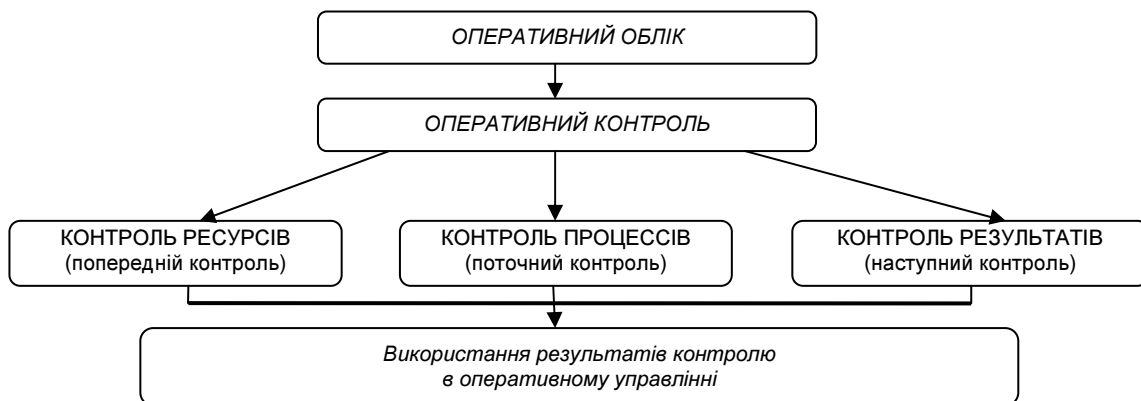 ОПЕРАТИВНИЙ ОБЛІК
ОПЕРАТИВНИЙ КОНТРОЛЬ
КОНТРОЛЬ РЕСУРСІВ
(попередній контроль)
КОНТРОЛЬ ПРОЦЕССІВ
(поточний контроль)
КОНТРОЛЬ РЕЗУЛЬТАТІВ
(наступний контроль)
Використання результатів контролю
в оперативному управлінні